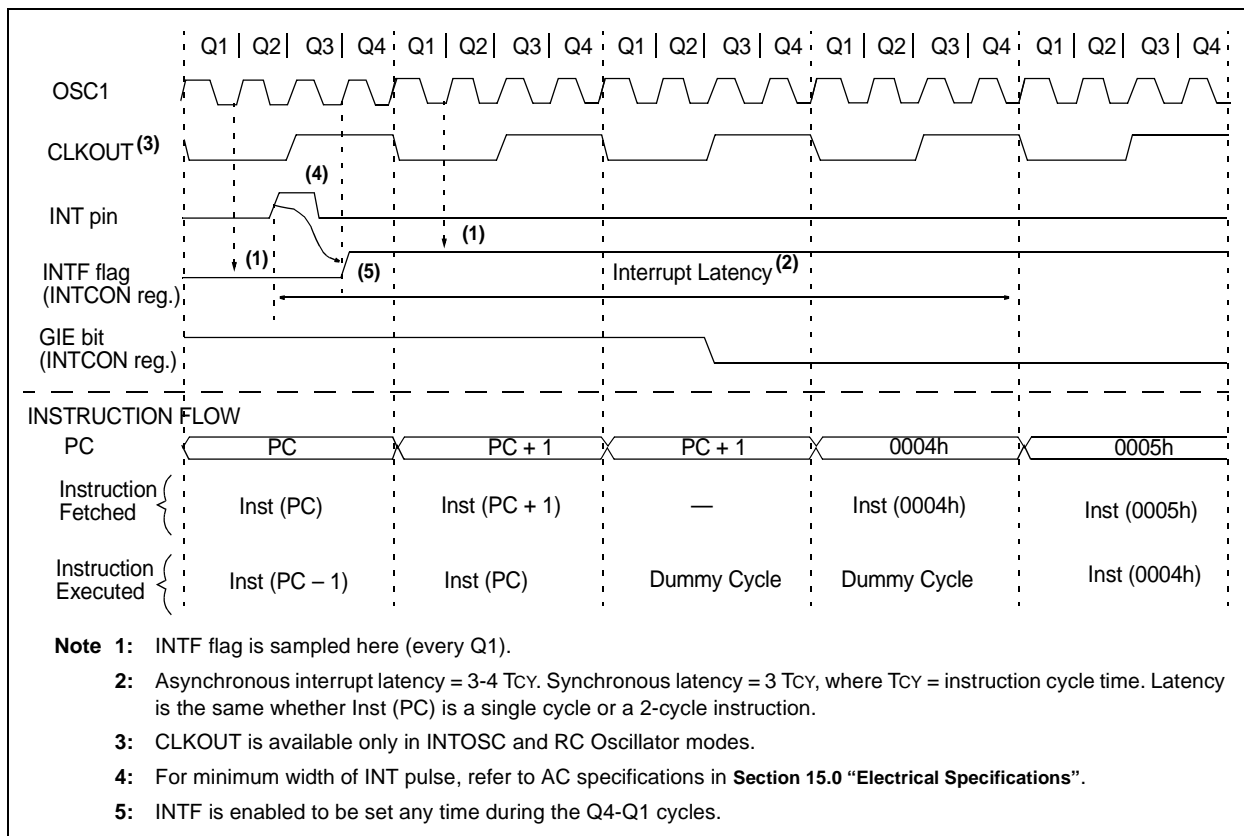 Q1 Q2 Q3 Q4 Q1 Q2 Q3 Q4 Q1 Q2 Q3 Q4 Q1 Q2 Q3 Q4 Q1 Q2 Q3 Q4
OSC1
CLKOUT (3)
(4)
INT pin
(1)
(1)
INTF flag
(INTCON reg.)
(5)
Interrupt Latency (2)
GIE bit
(INTCON reg.)
INSTRUCTION FLOW
PC PC PC + 1 PC + 1 0004h 0005h
Instruction
Fetched
Inst (PC) Inst (PC + 1) — Inst (0004h) Inst (0005h)
Instruction
Executed
Inst (PC – 1) Inst (PC) Dummy Cycle Dummy Cycle Inst (0004h)
Note 1: INTF flag is sampled here (every Q1).
2: Asynchronous interrupt latency = 3-4 TCY. Synchronous latency = 3 TCY, where TCY = instruction cycle time. Latency
is the same whether Inst (PC) is a single cycle or a 2-cycle instruction.
3: CLKOUT is available only in INTOSC and RC Oscillator modes.
4: For minimum width of INT pulse, refer to AC specifications in Section 15.0 “Electrical Specifications”.
5: INTF is enabled to be set any time during the Q4-Q1 cycles.